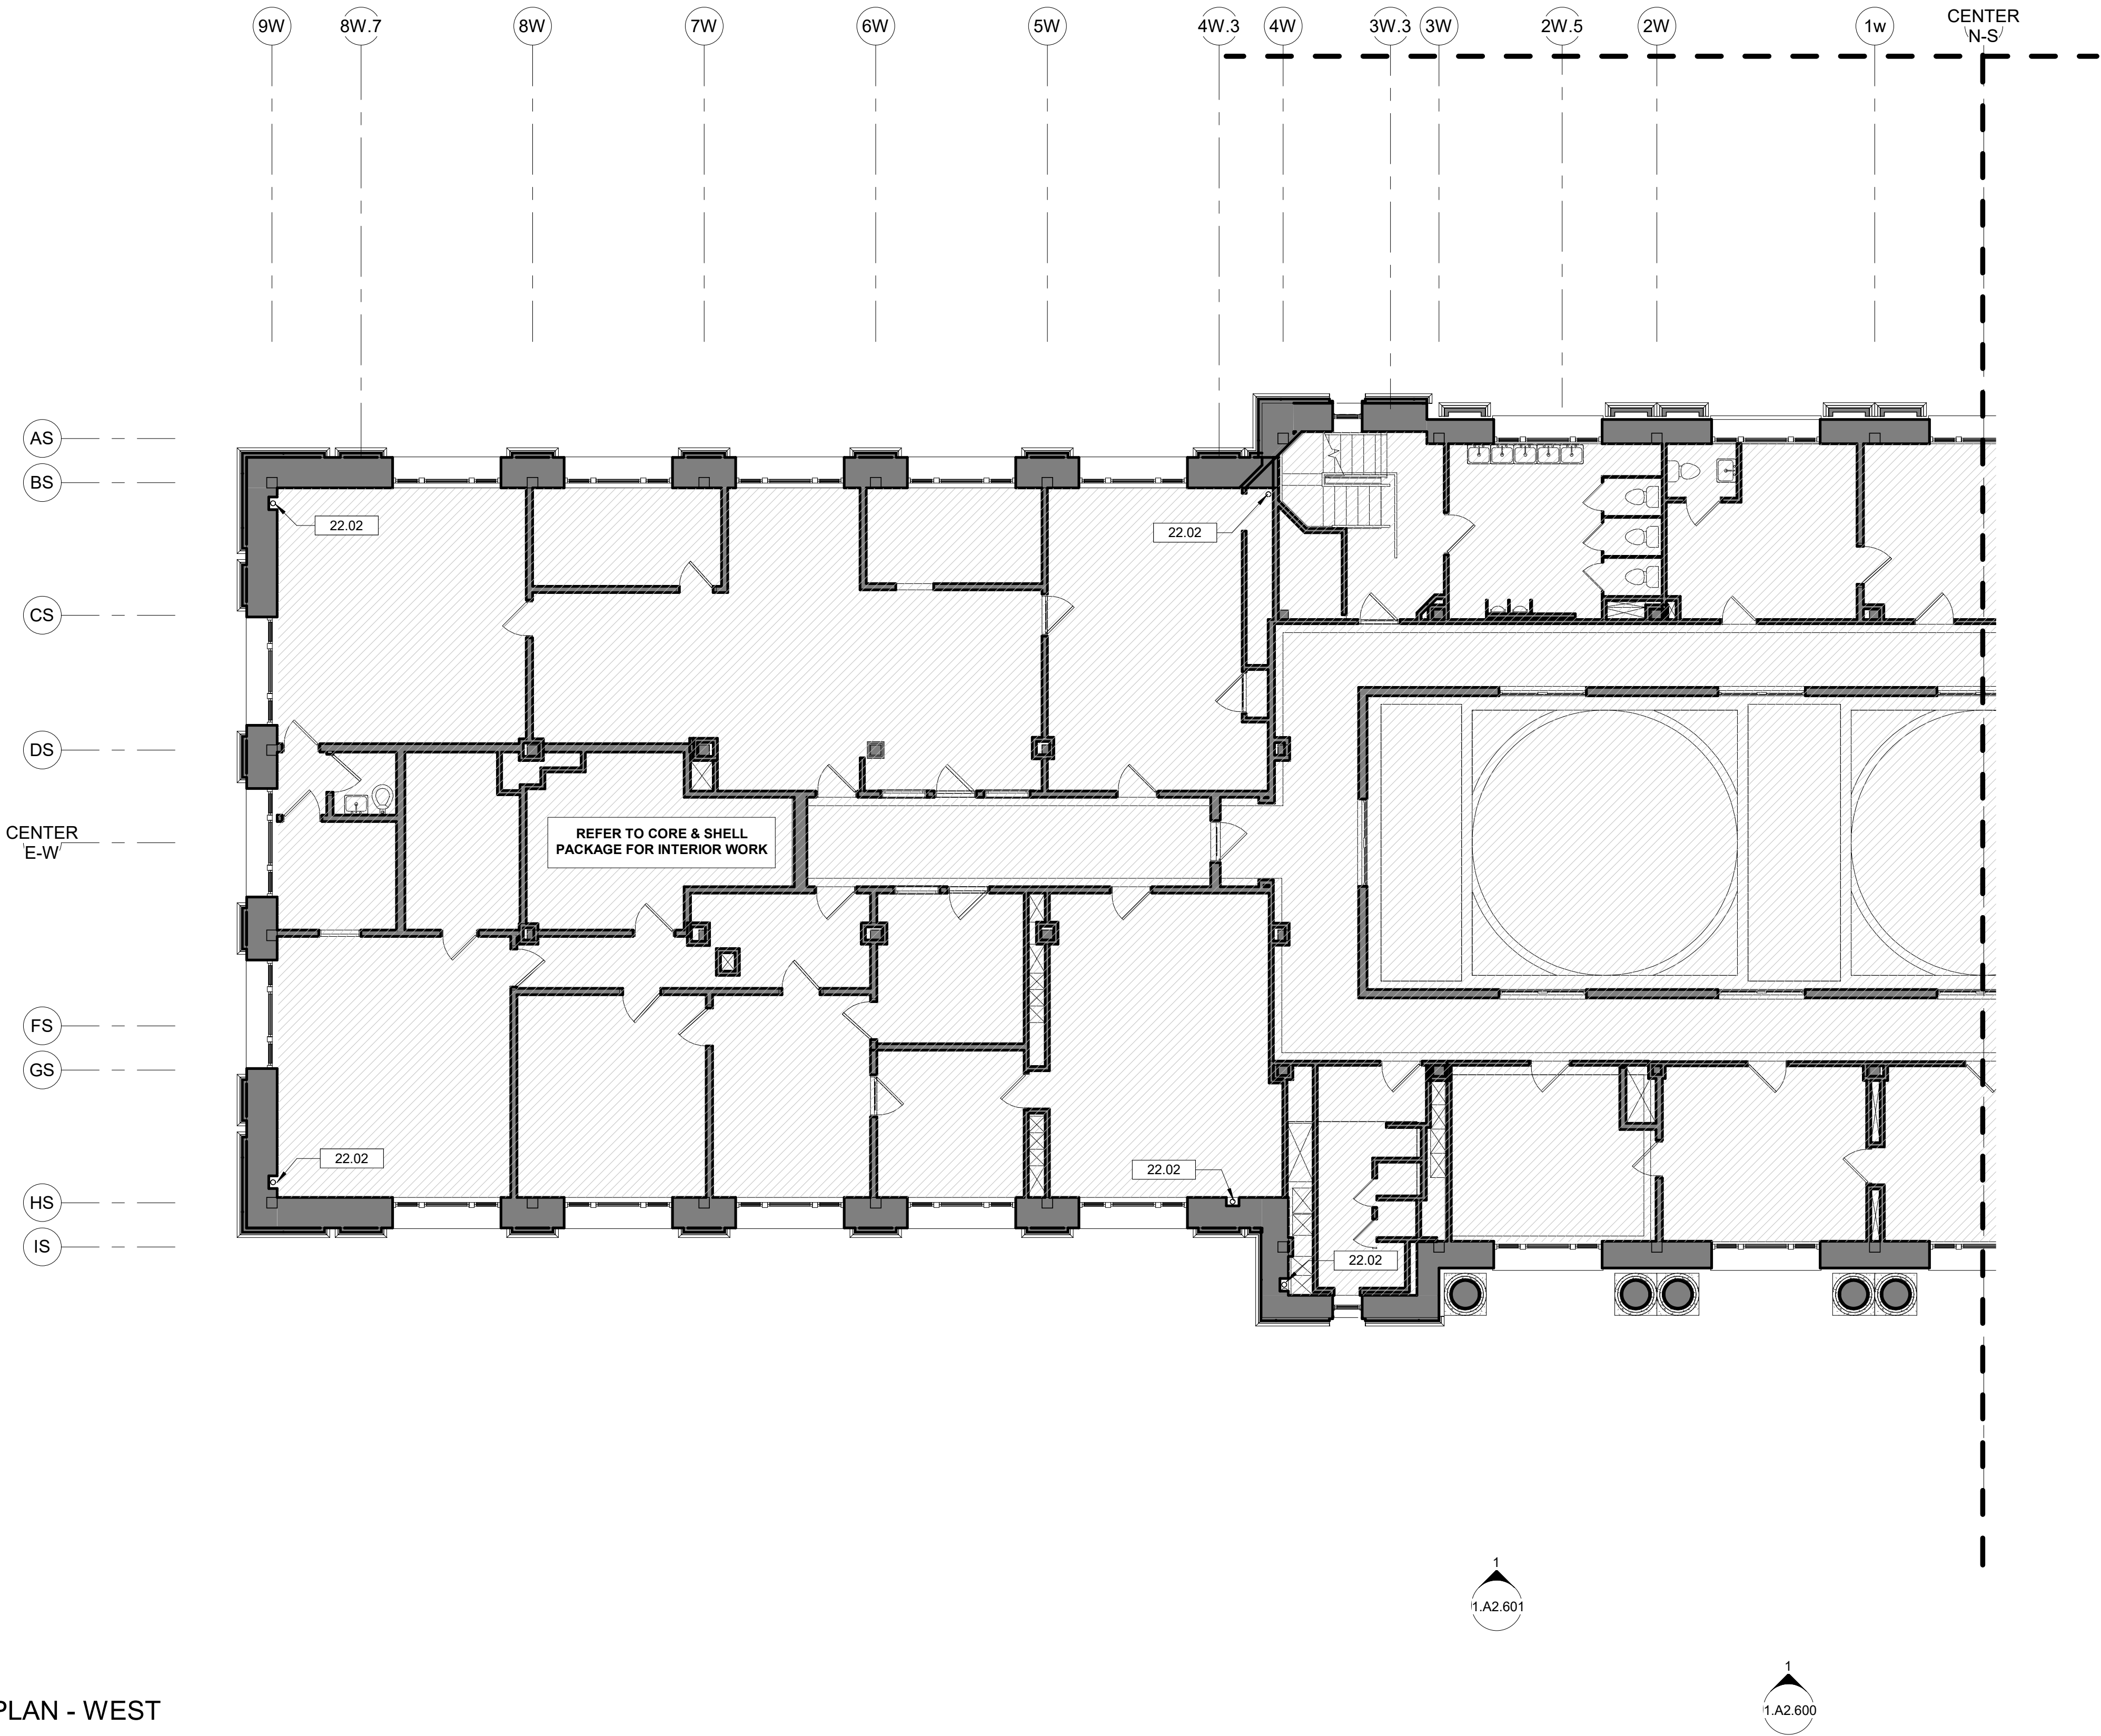 9W
8W.7
8W
7W
6W
5W
4W.3
4W
3W.3
3W
2W.5
2W
1w
CENTER
N-S
AS
BS
22.02
22.02
CS
DS
CENTER
E-W
REFER TO CORE & SHELL
PACKAGE FOR INTERIOR WORK
FS
GS
22.02
22.02
HS
IS
22.02
1
1.A2.601
1
1.A2.600
PLAN - WEST